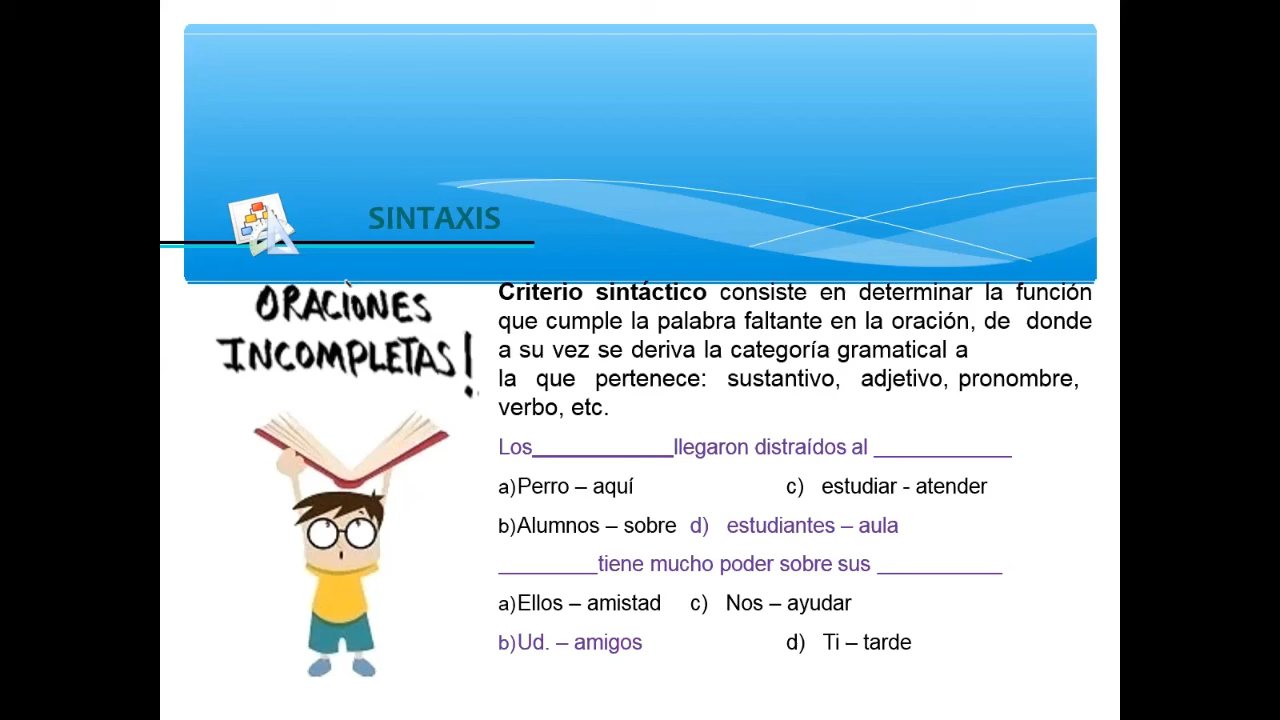 SINTAXIS
ORACIONES
INCOMPLETAS!
Criterio sintáctico consiste en determinar la función
que cumple la palabra faltante en la oración, de donde
a su vez se deriva la categoría gramatical a
la que pertenece: sustantivo, adjetivo, pronombre,
verbo, etc.
Los____________llegaron distraídos al ____________
a)Perro – aquí c) estudiar - atender
b)Alumnos – sobre d) estudiantes – aula
_________tiene mucho poder sobre sus ___________
a)Ellos – amistad c) Nos – ayudar
b)Ud. – amigos d) Ti – tarde